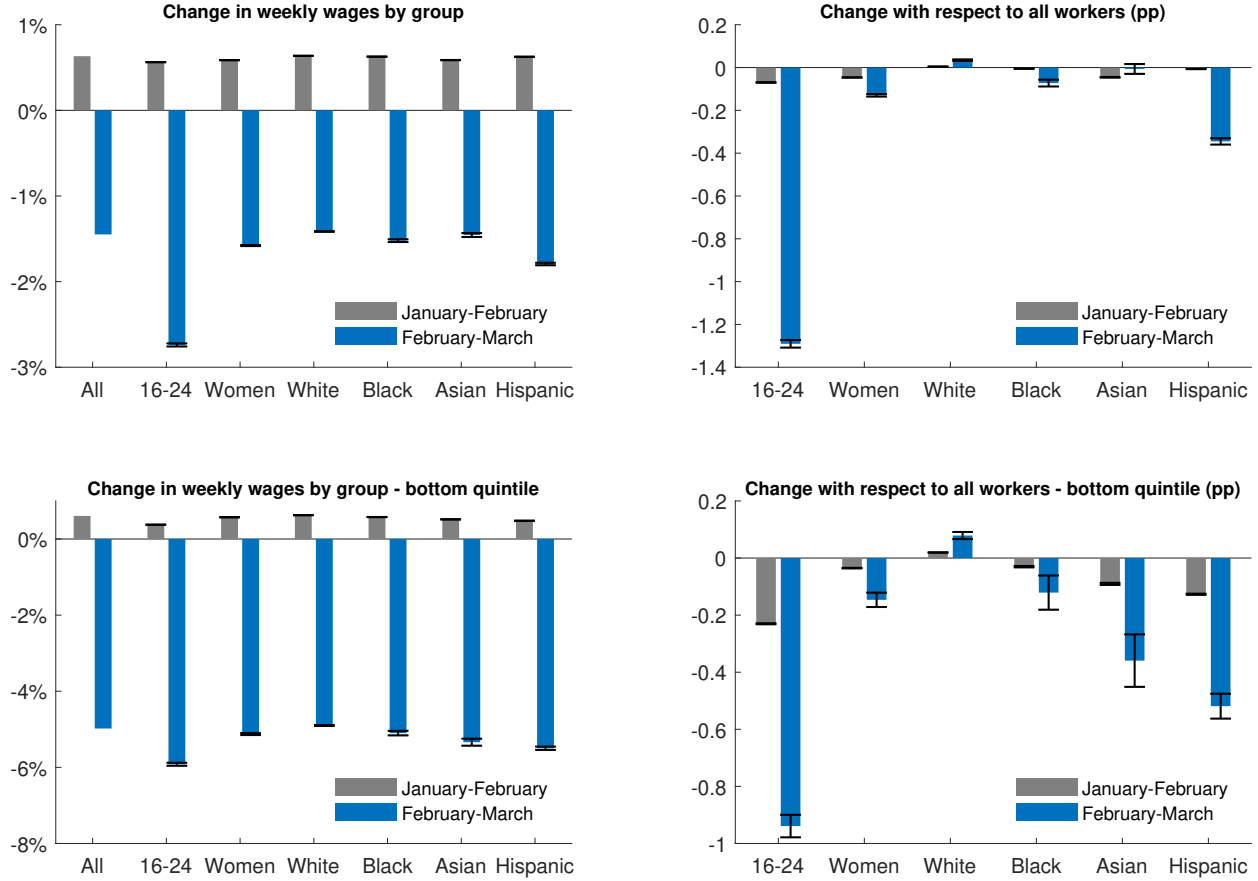 Change in weekly wages by group
1%
0%
-1%
-2%
-3%
January-February
February-March
All 16-24 Women White Black Asian Hispanic
Change with respect to all workers (pp)
0.2
0
-0.2
-0.4
-0.6
-0.8
-1
-1.2
-1.4
January-February
February-March
16-24 Women White Black Asian Hispanic
Change in weekly wages by group - bottom quintile
0%
-2%
-4%
-6%
-8%
January-February
February-March
All 16-24 Women White Black Asian Hispanic
Change with respect to all workers - bottom quintile (pp)
0.2
0
-0.2
-0.4
-0.6
-0.8
-1
January-February
February-March
16-24 Women White Black Asian Hispanic